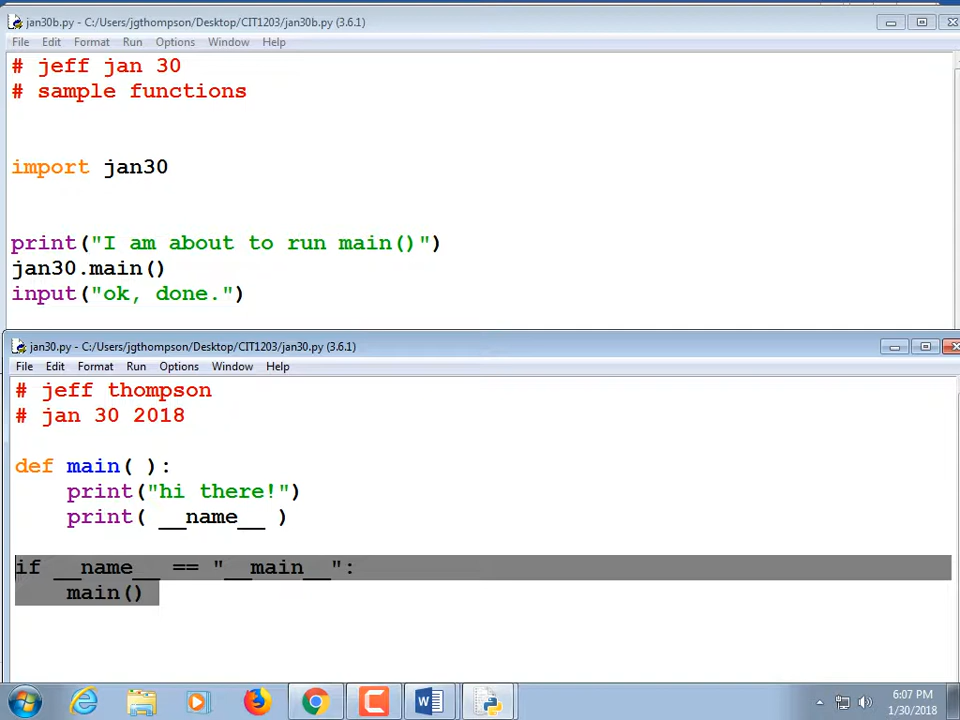 jan30b.py - C:/Users/jgthompson/Desktop/CIT1203/jan30b.py (3.6.1)
File Edit Format Run Options Window Help
# jeff jan 30
# sample functions
import jan30
print("I am about to run main()")
jan30.main()
input("ok, done.")
jan30.py - C:/Users/jgthompson/Desktop/CIT1203/jan30.py (3.6.1)
File Edit Format Run Options Window Help
# jeff thompson
# jan 30 2018
def main( ):
    print("hi there!")
    print( __name__ )
if __name__ == "__main__":
    main()
6:07 PM
1/30/2018